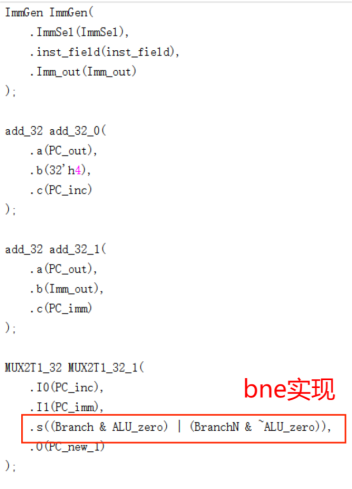 ImmGen ImmGen(
.ImmSel(ImmSel),
.inst_field(inst_field),
.Imm_out(Imm_out)
);
add_32 add_32_0(
.a(PC_out),
.b(32'h4),
.c(PC_inc)
);
add_32 add_32_1(
.a(PC_out),
.b(Imm_out),
.c(PC_imm)
);
MUX2T1_32 MUX2T1_32_1(
.I0(PC_inc),
.I1(PC_imm),
bne实现
.s((Branch & ALU_zero) | (BranchN & ~ALU_zero)),
.O(PC_new_1)
);